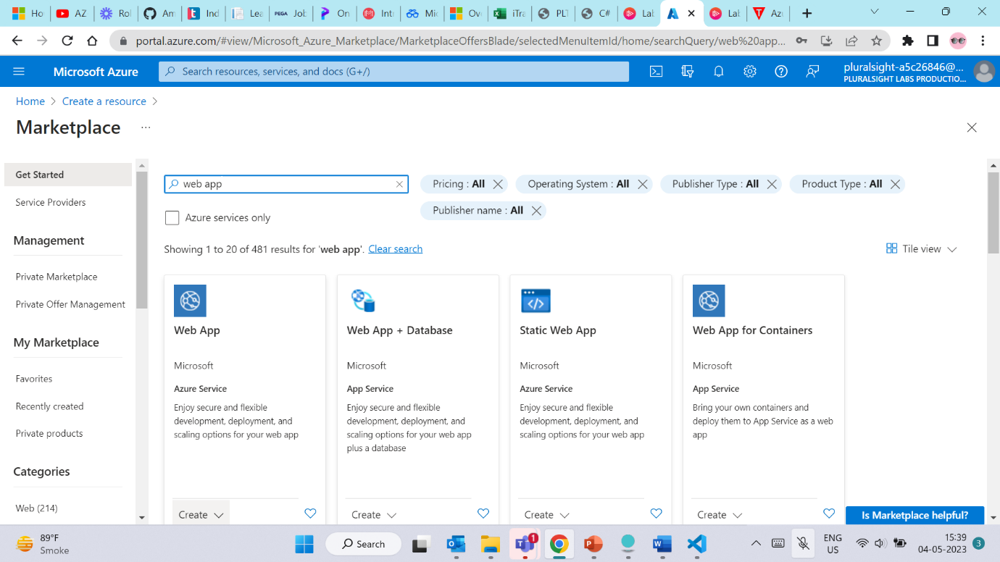 Ho
AZ
Rol
Am
Ind
Lea
PEGA Jol
On
Int
Mic
Ove
iTra
PLT
C#
Lab
Lab
Azu
portal.azure.com/#view/Microsoft_Azure_Marketplace/MarketplaceOffersBlade/selectedMenuItemId/home/searchQuery/web%20app...
Microsoft Azure
Search resources, services, and docs (G+/)
pluralsight-a5c26846@...
PLURALSIGHT LABS PRODUCTIO...
Home > Create a resource >
Marketplace ...
Get Started
Service Providers
Management
Private Marketplace
Private Offer Management
My Marketplace
Favorites
Recently created
Private products
Categories
Web (214)
web app
Pricing : All
Operating System : All
Publisher Type : All
Product Type : All
Publisher name : All
Azure services only
Showing 1 to 20 of 481 results for 'web app'. Clear search
Tile view
Web App
Microsoft
Azure Service
Enjoy secure and flexible
development, deployment, and
scaling options for your web app
Create
Web App + Database
Microsoft
App Service
Enjoy secure and flexible
development, deployment, and
scaling options for your web app
plus a database
Create
Static Web App
Microsoft
Azure Service
Enjoy secure and flexible
development, deployment, and
scaling options for your web app
Create
Web App for Containers
Microsoft
App Service
Bring your own containers and
deploy them to App Service as a web
app
Create
Is Marketplace helpful?
89°F
Smoke
Search
1
ENG
US
15:39
04-05-2023
3